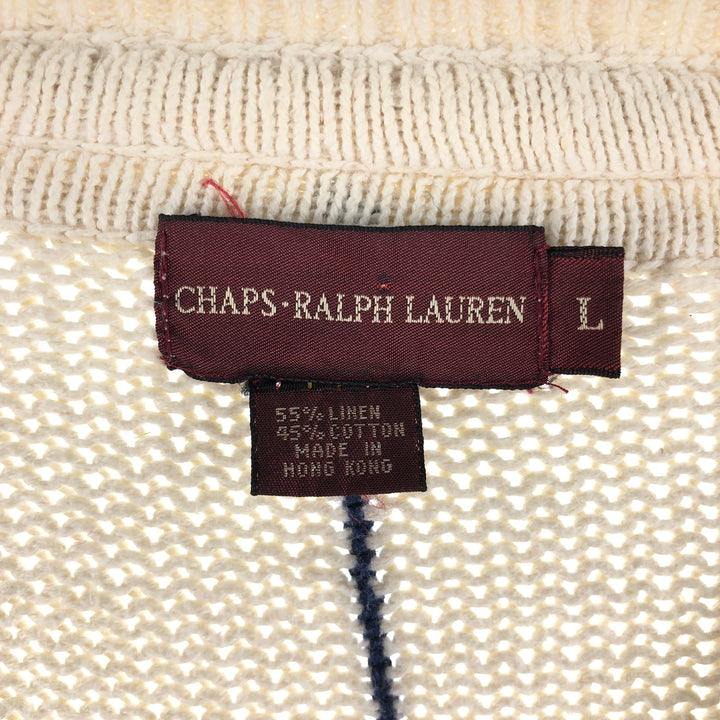 CHAPS · RALPH LAUREN
L
55% LINEN
45% COTTON
MADE IN
HONG KONG